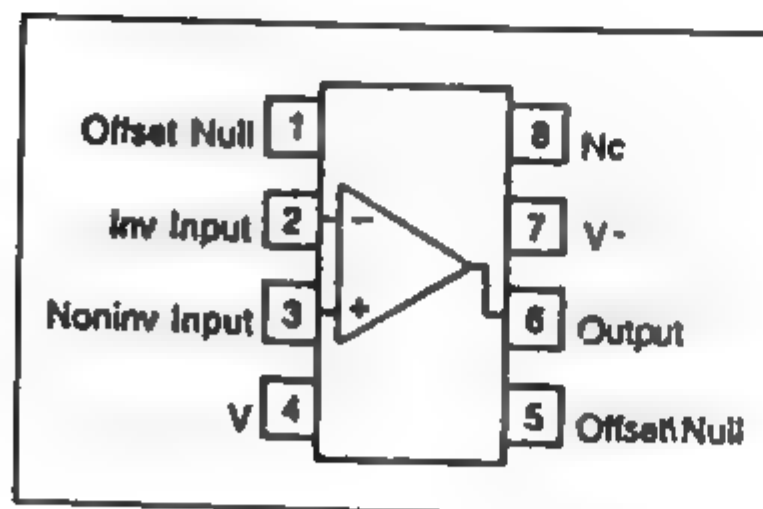 Offset Null 1
8 Nc
Inv Input 2
−
7 V-
Noninv Input 3
+
6 Output
V 4
5 Offset Null